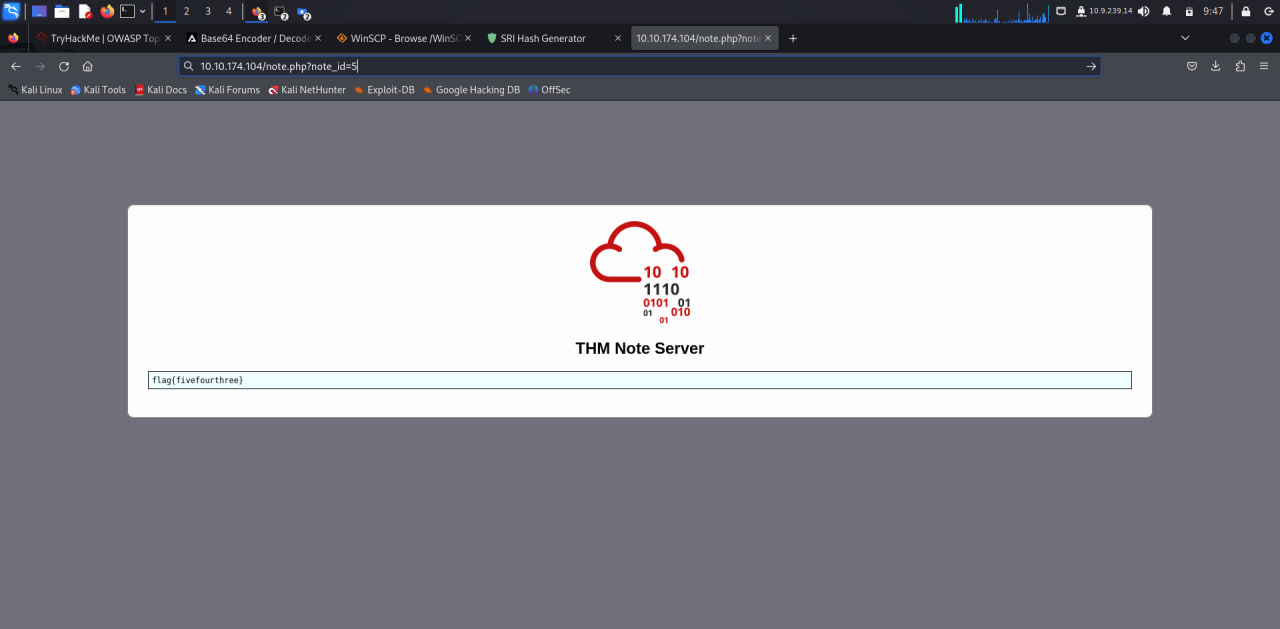 1 2 3 4 3 2 2 10.9.239.14 9:47
TryHackMe | OWASP Top Base64 Encoder / Decode WinSCP - Browse /WinSC SRI Hash Generator 10.10.174.104/note.php?note
10.10.174.104/note.php?note_id=5
Kali Linux Kali Tools Kali Docs Kali Forums Kali NetHunter Exploit-DB Google Hacking DB OffSec
10 10
1110
0101 01
01 010
01
THM Note Server
flag{fivefourthree}